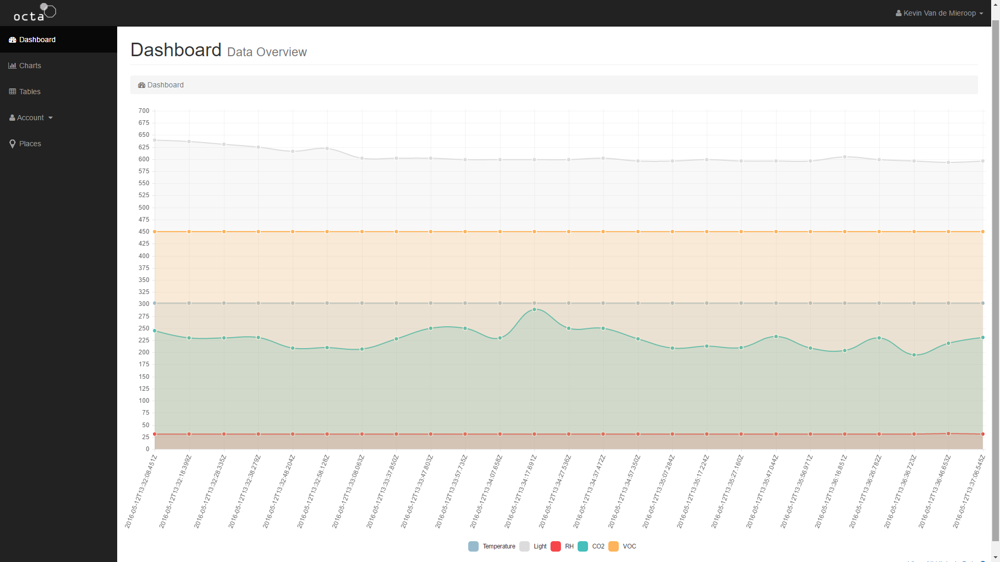 octa
Kevin Van de Mieroop
Dashboard
Charts
Tables
Account
Places
Dashboard Data Overview
Dashboard
700
675
650
625
600
575
550
525
500
475
450
425
400
375
350
325
300
275
250
225
200
175
150
125
100
75
50
25
0
2016-05-12T13:32:08.451Z
2016-05-12T13:32:18.399Z
2016-05-12T13:32:28.335Z
2016-05-12T13:32:38.279Z
2016-05-12T13:32:48.204Z
2016-05-12T13:32:58.128Z
2016-05-12T13:33:08.063Z
2016-05-12T13:33:37.850Z
2016-05-12T13:33:47.803Z
2016-05-12T13:33:57.735Z
2016-05-12T13:34:07.658Z
2016-05-12T13:34:17.691Z
2016-05-12T13:34:27.536Z
2016-05-12T13:34:37.472Z
2016-05-12T13:34:57.350Z
2016-05-12T13:35:07.284Z
2016-05-12T13:35:17.224Z
2016-05-12T13:35:27.160Z
2016-05-12T13:35:47.044Z
2016-05-12T13:35:56.971Z
2016-05-12T13:36:16.851Z
2016-05-12T13:36:26.782Z
2016-05-12T13:36:36.723Z
2016-05-12T13:36:46.653Z
2016-05-12T13:37:06.545Z
Temperature Light RH CO2 VOC